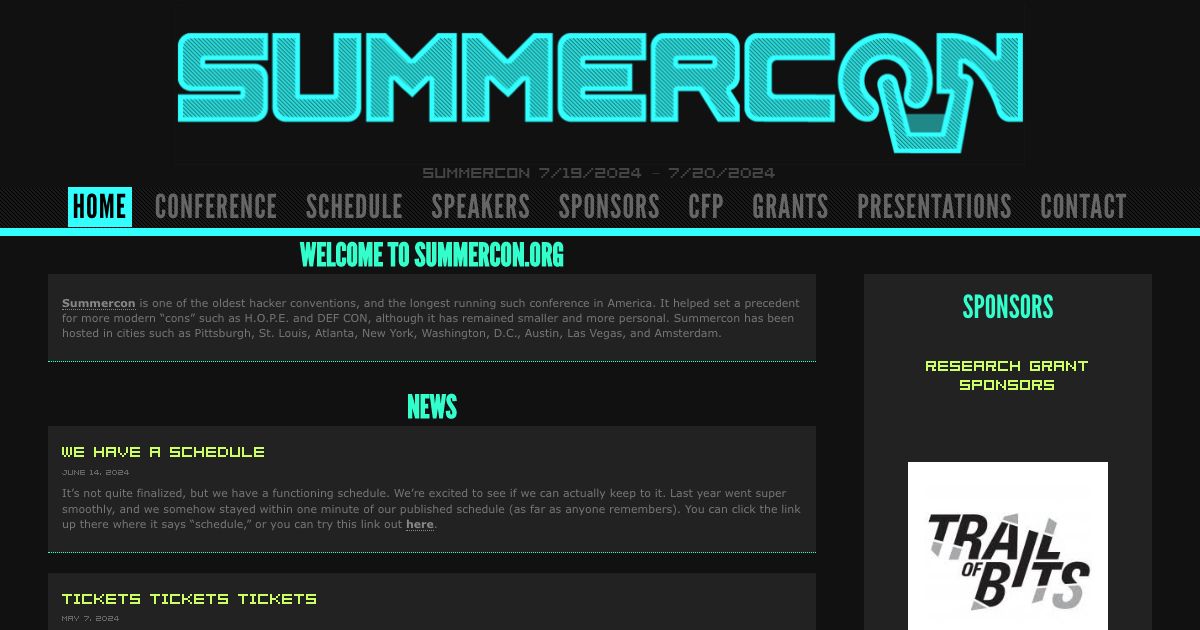 SUMMERCON
SUMMERCON 7/19/2024 – 7/20/2024
HOME CONFERENCE SCHEDULE SPEAKERS SPONSORS CFP GRANTS PRESENTATIONS CONTACT
WELCOME TO SUMMERCON.ORG
Summercon is one of the oldest hacker conventions, and the longest running such conference in America. It helped set a precedent
for more modern “cons” such as H.O.P.E. and DEF CON, although it has remained smaller and more personal. Summercon has been
hosted in cities such as Pittsburgh, St. Louis, Atlanta, New York, Washington, D.C., Austin, Las Vegas, and Amsterdam.
NEWS
WE HAVE A SCHEDULE
JUNE 14, 2024
It’s not quite finalized, but we have a functioning schedule. We’re excited to see if we can actually keep to it. Last year went super
smoothly, and we somehow stayed within one minute of our published schedule (as far as anyone remembers). You can click the link
up there where it says “schedule,” or you can try this link out here.
TICKETS TICKETS TICKETS
MAY 7, 2024
SPONSORS
RESEARCH GRANT
SPONSORS
TRAIL
OF BITS